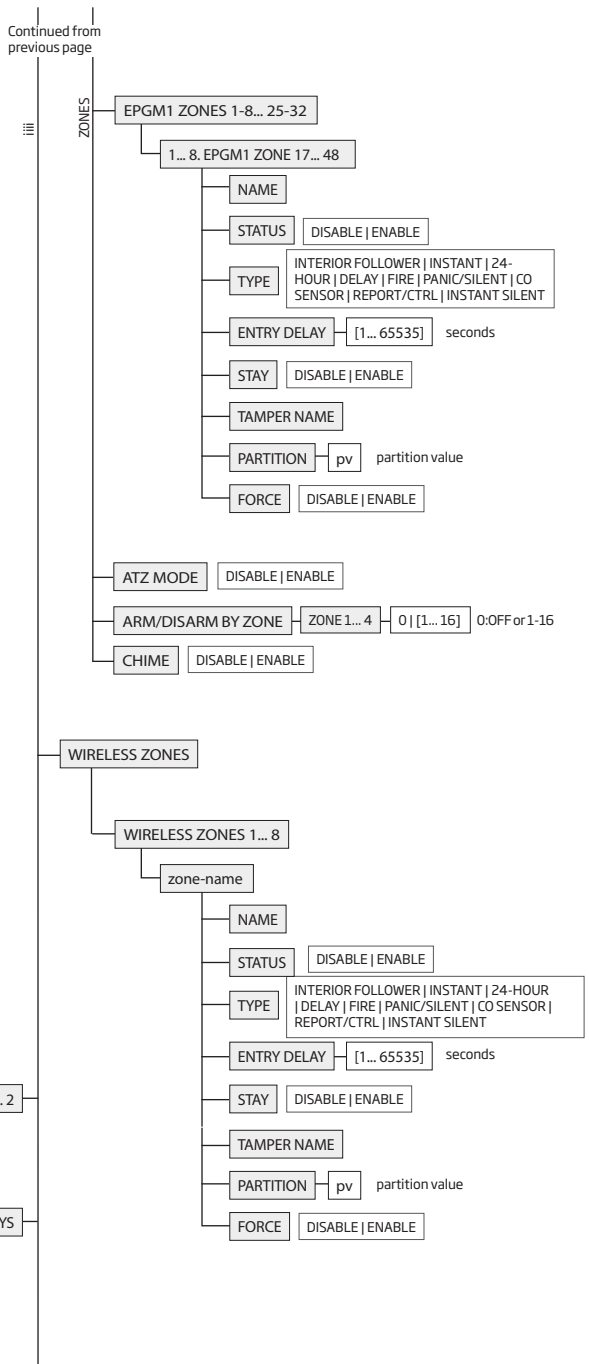 Continued from
previous page
iiii
ZONES
EPGM1 ZONES 1-8... 25-32
1... 8. EPGM1 ZONE 17... 48
NAME
STATUS DISABLE | ENABLE
TYPE
INTERIOR FOLLOWER | INSTANT | 24-
HOUR | DELAY | FIRE | PANIC/SILENT | CO
SENSOR | REPORT/CTRL | INSTANT SILENT
ENTRY DELAY [1... 65535] seconds
STAY DISABLE | ENABLE
TAMPER NAME
PARTITION pv partition value
FORCE DISABLE | ENABLE
ATZ MODE DISABLE | ENABLE
ARM/DISARM BY ZONE ZONE 1... 4 0 | [1... 16] 0:OFF or 1-16
CHIME DISABLE | ENABLE
WIRELESS ZONES
WIRELESS ZONES 1... 8
zone-name
NAME
STATUS DISABLE | ENABLE
TYPE
INTERIOR FOLLOWER | INSTANT | 24-HOUR
| DELAY | FIRE | PANIC/SILENT | CO SENSOR |
REPORT/CTRL | INSTANT SILENT
ENTRY DELAY [1... 65535] seconds
. 2
STAY DISABLE | ENABLE
TAMPER NAME
PARTITION pv partition value
YS
FORCE DISABLE | ENABLE